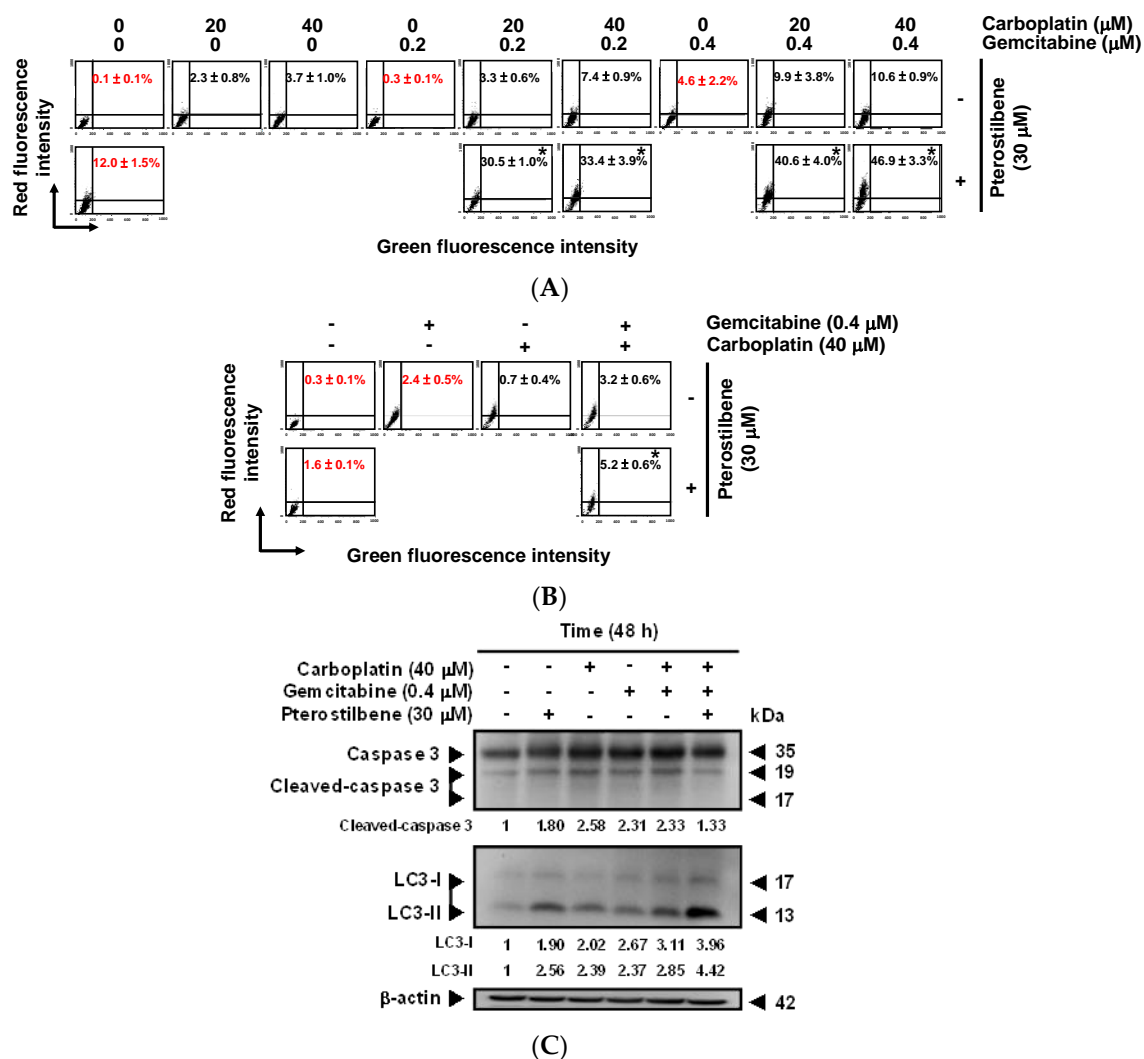 0 20 40 0 20 40 0 20 40 Carboplatin (μM)
0 0 0 0.2 0.2 0.2 0.4 0.4 0.4 Gemcitabine (μM)
0.1 ± 0.1% 2.3 ± 0.8% 3.7 ± 1.0% 0.3 ± 0.1% 3.3 ± 0.6% 7.4 ± 0.9% 4.6 ± 2.2% 9.9 ± 3.8% 10.6 ± 0.9% -
12.0 ± 1.5% 30.5 ± 1.0% * 33.4 ± 3.9% * 40.6 ± 4.0% * 46.9 ± 3.3% * +
Red fluorescence
intensity
Pterostilbene
(30 μM)
Green fluorescence intensity
(A)
- + - + Gemcitabine (0.4 μM)
- - + + Carboplatin (40 μM)
0.3 ± 0.1% 2.4 ± 0.5% 0.7 ± 0.4% 3.2 ± 0.6% -
1.6 ± 0.1% 5.2 ± 0.6% * +
Red fluorescence
intensity
Pterostilbene
(30 μM)
Green fluorescence intensity
(B)
Time (48 h)
Carboplatin (40 μM) - - + - + +
Gemcitabine (0.4 μM) - - - + + +
Pterostilbene (30 μM) - + - - - + kDa
Caspase 3 35
19
Cleaved-caspase 3
17
Cleaved-caspase 3 1 1.80 2.58 2.31 2.33 1.33
LC3-I 17
LC3-II 13
LC3-I 1 1.90 2.02 2.67 3.11 3.96
LC3-II 1 2.56 2.39 2.37 2.85 4.42
β-actin 42
(C)